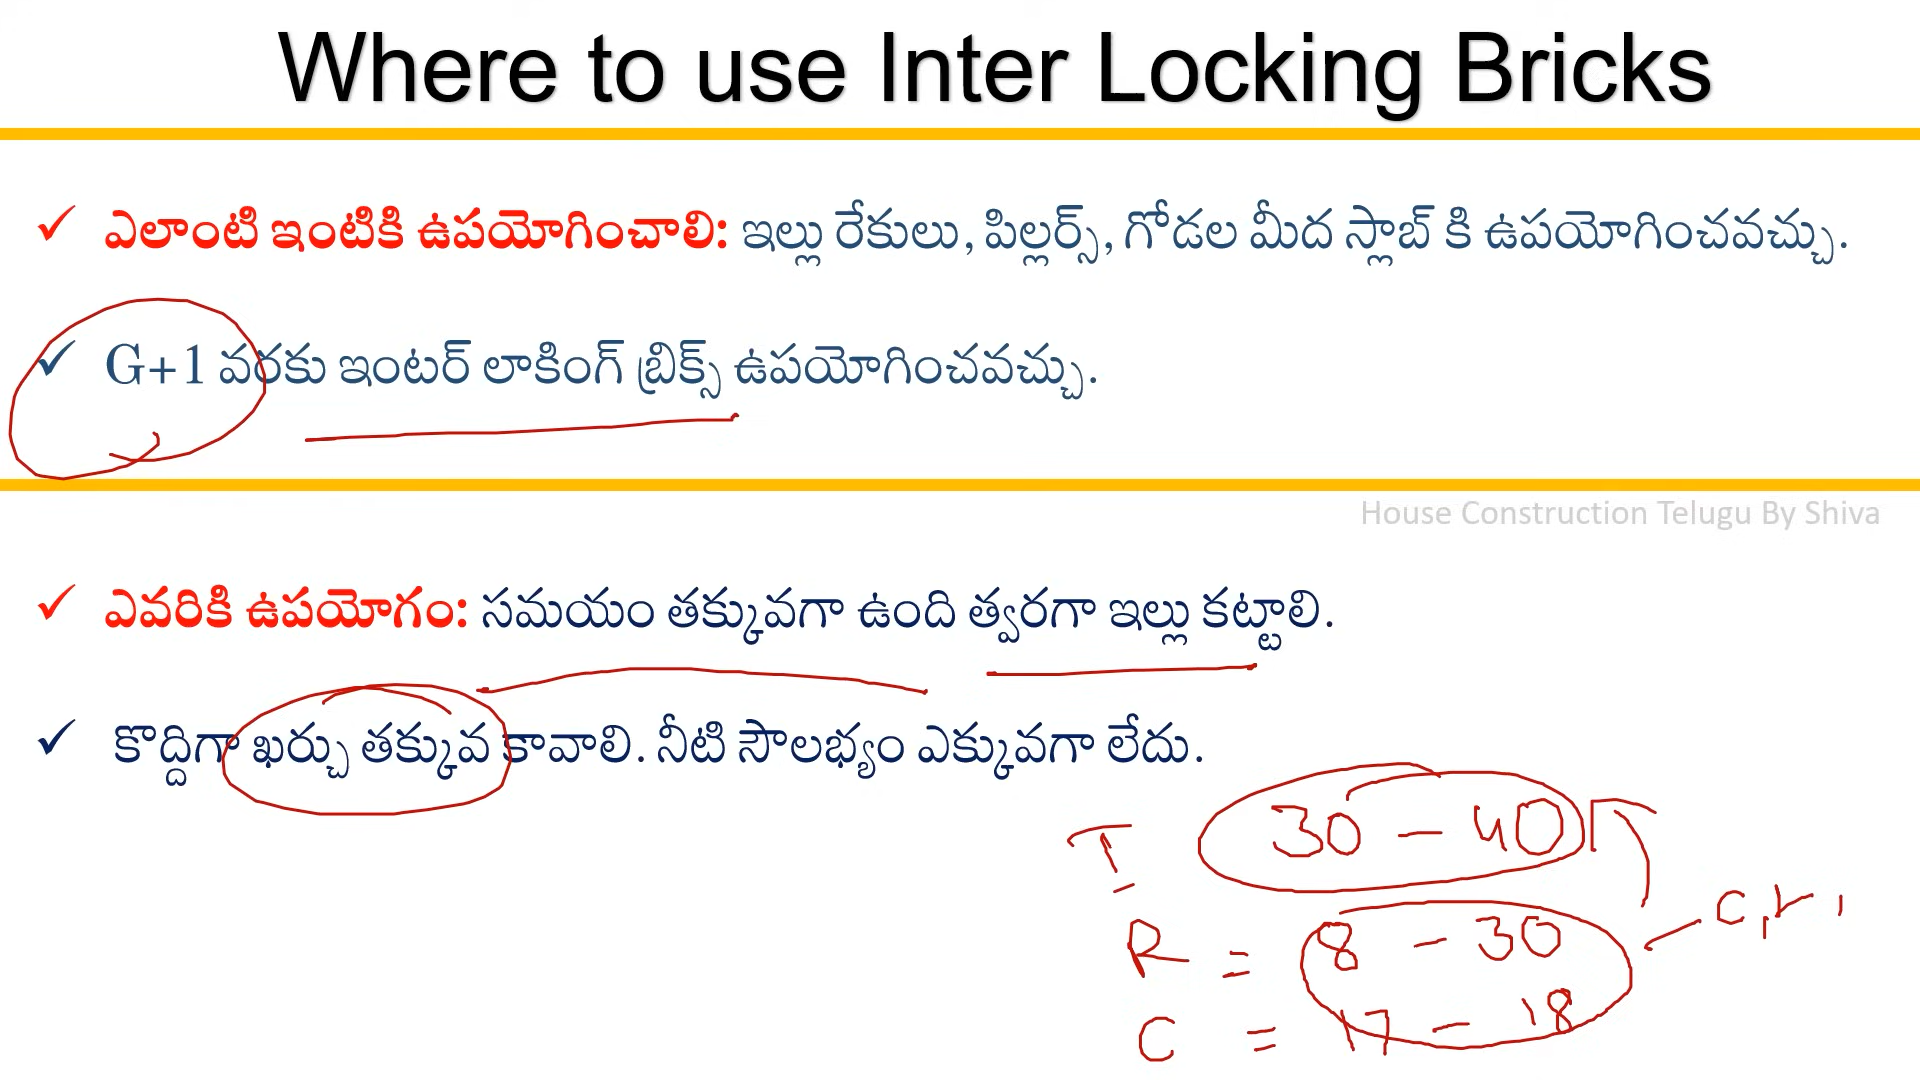 Where to use Inter Locking Bricks
✓ ఎలాంటి ఇంటికి ఉపయోగించాలి: ఇల్లు రేకులు, పిల్లర్స్, గోడల మీద స్లాబ్ కి ఉపయోగించవచ్చు.
✓ G+1 వరకు ఇంటర్ లాకింగ్ బ్రిక్స్ ఉపయోగించవచ్చు.
House Construction Telugu By Shiva
✓ ఎవరికి ఉపయోగం: సమయం తక్కువగా ఉంది త్వరగా ఇల్లు కట్టాలి.
✓ కొద్దిగా ఖర్చు తక్కువ కావాలి. నీటి సౌలభ్యం ఎక్కువగా లేదు.
I 30 - 40
R = 8 - 30
C = 17 - 18